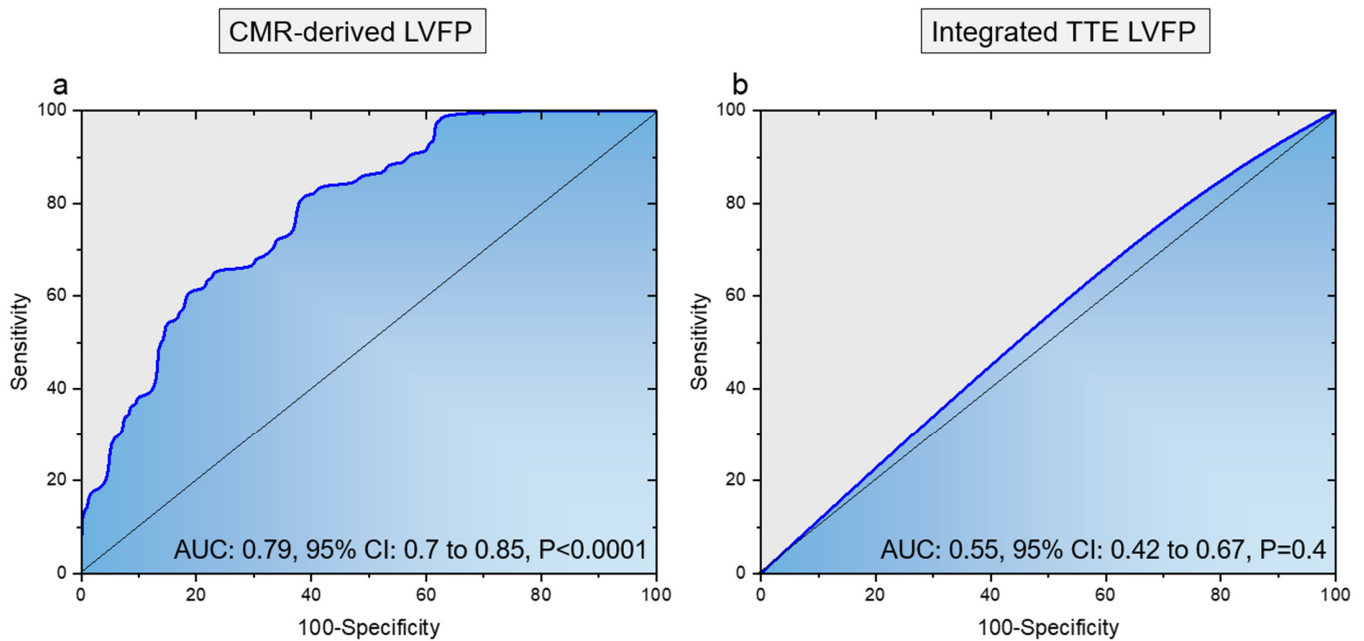 CMR-derived LVFP
Integrated TTE LVFP
a
b
100
80
60
40
20
0
Sensitivity
AUC: 0.79, 95% CI: 0.7 to 0.85, P<0.0001
0
20
40
60
80
100
100-Specificity
100
80
60
40
20
0
Sensitivity
AUC: 0.55, 95% CI: 0.42 to 0.67, P=0.4
0
20
40
60
80
100
100-Specificity